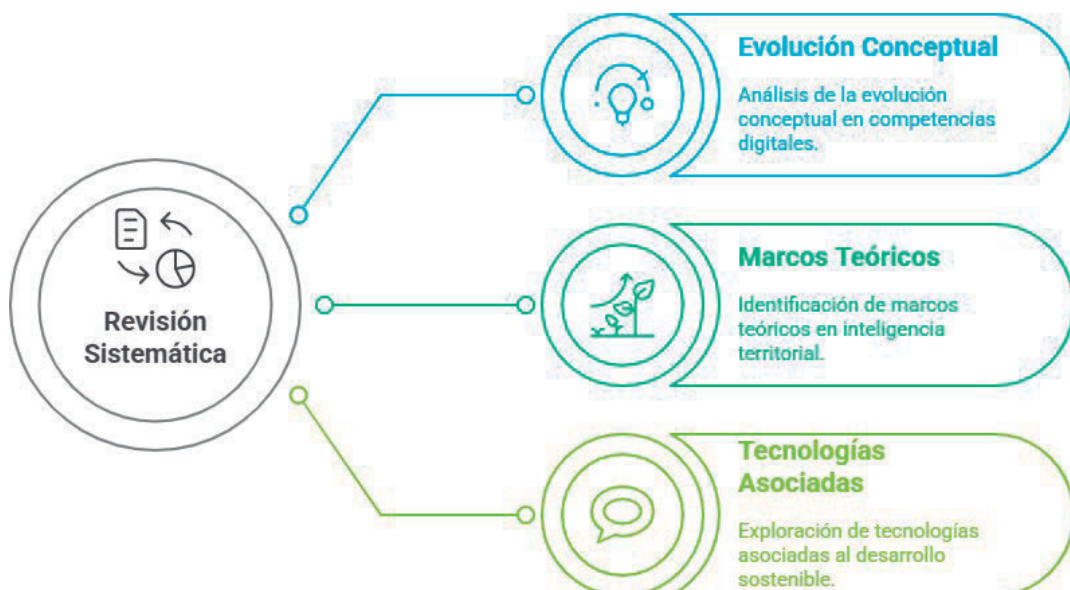 Revisión
Sistemática
Evolución Conceptual
Análisis de la evolución
conceptual en competencias
digitales.
Marcos Teóricos
Identificación de marcos
teóricos en inteligencia
territorial.
Tecnologías
Asociadas
Exploración de tecnologías
asociadas al desarrollo
sostenible.